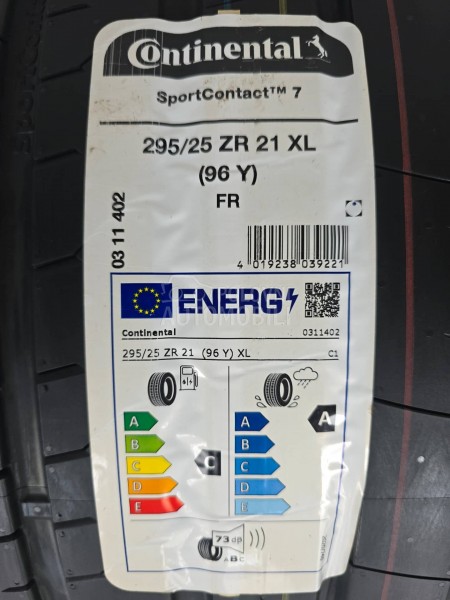 Continental
SportContact™ 7
295/25 ZR 21 XL
(96 Y)
FR
03 11 402
4 019238 039221
ENERG
Continental 0311402
295/25 ZR 21 (96 Y) XL C1
A A
B B
C C
D D
E E
C
A
73 dB
ABC